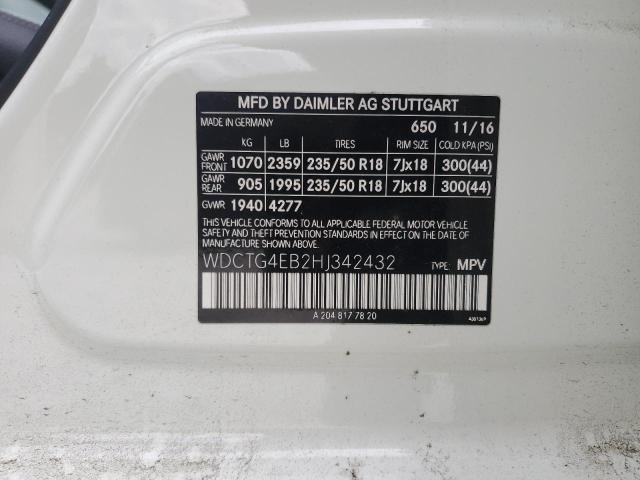 MFD BY DAIMLER AG STUTTGART
MADE IN GERMANY 650 11/16
KG LB TIRES RIM SIZE COLD KPA (PSI)
GAWR FRONT 1070 2359 235/50 R18 7Jx18 300(44)
GAWR REAR 905 1995 235/50 R18 7Jx18 300(44)
GVWR 1940 4277
THIS VEHICLE CONFORMS TO ALL APPLICABLE FEDERAL MOTOR VEHICLE
SAFETY, BUMPER, AND THEFT PREVENTION STANDARDS IN EFFECT ON THE DATE
OF MANUFACTURE SHOWN ABOVE.
WDCTG4EB2HJ342432 TYPE: MPV
A 204 817 78 20